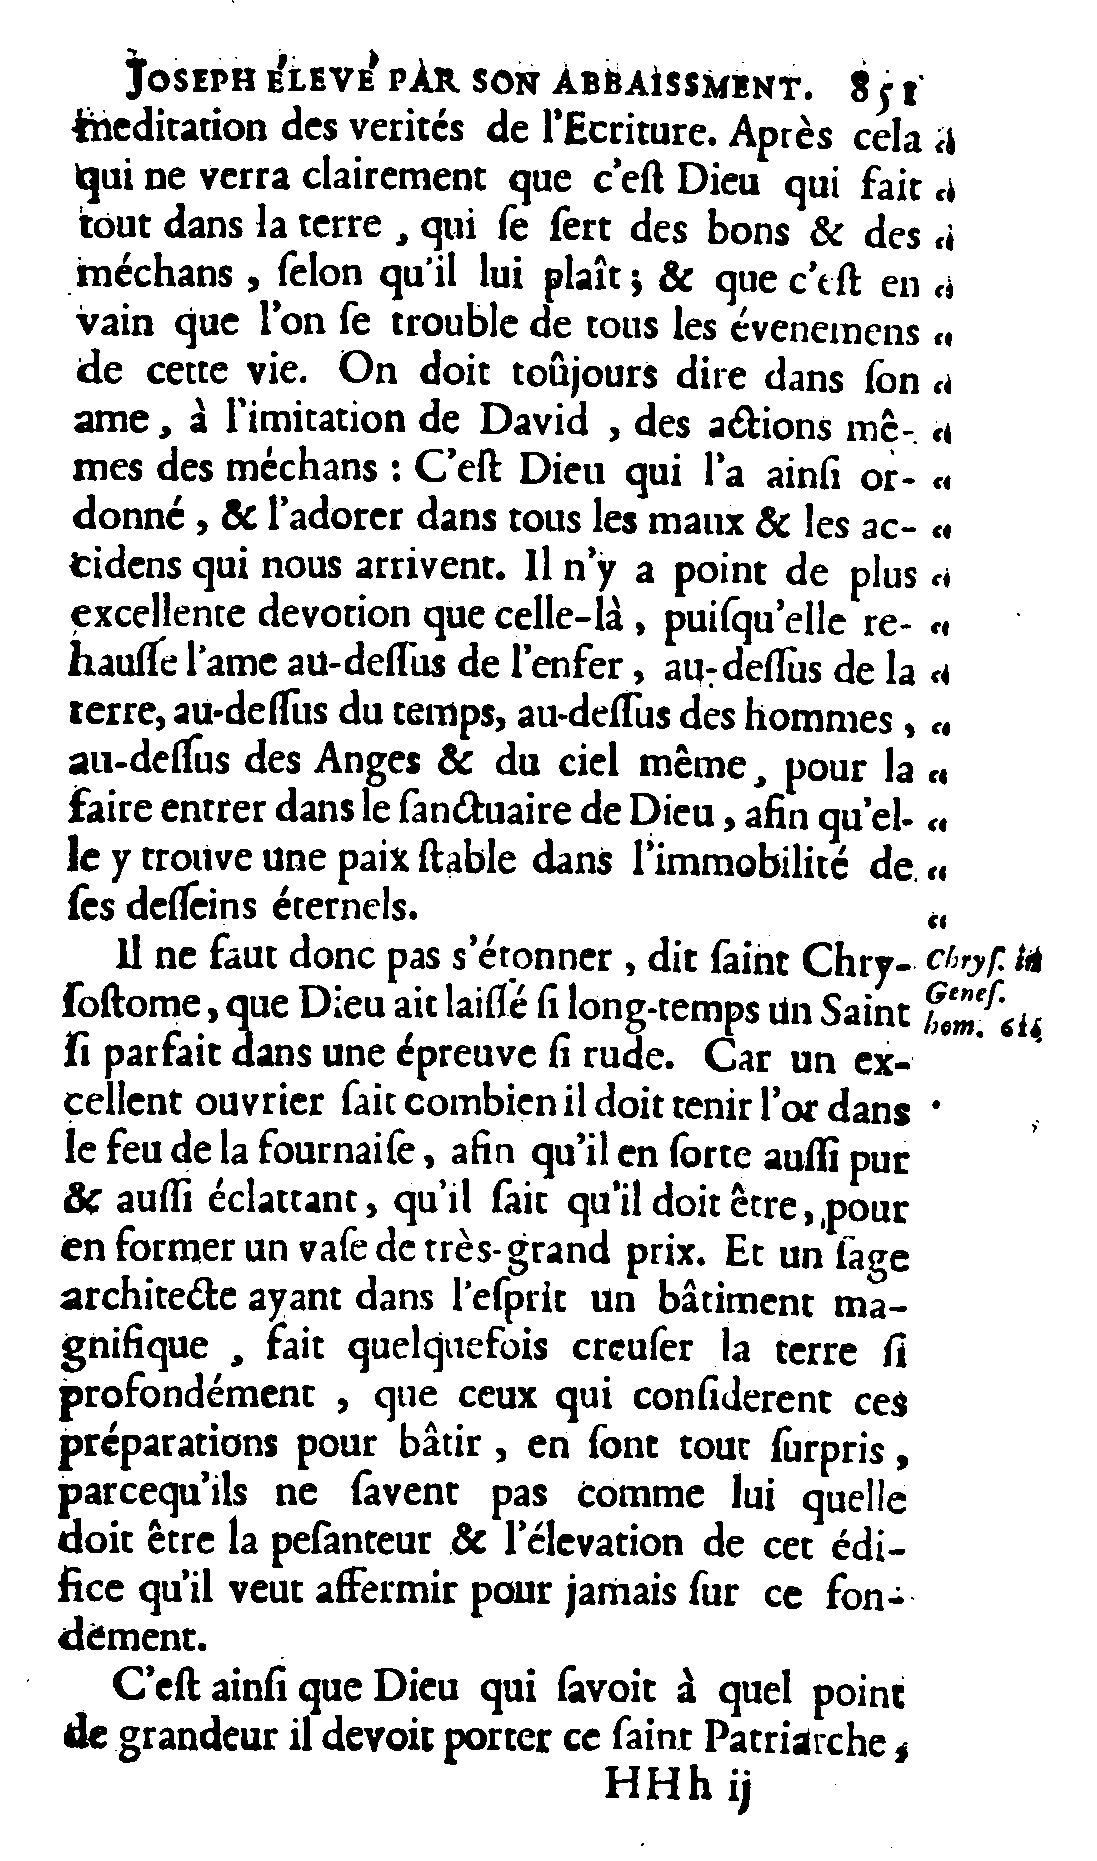 JOSEPH ÉLEVÉ PAR SON ABBAISSMENT. 851
meditation des verités de l'Ecriture. Après cela “
qui ne verra clairement que c'eſt Dieu qui fait “
tout dans la terre, qui ſe ſert des bons & des “
méchans, ſelon qu'il lui plaît; & que c'eſt en “
vain que l'on ſe trouble de tous les évenemens “
de cette vie. On doit toûjours dire dans ſon “
ame, à l'imitation de David, des actions mê- “
mes des méchans : C'eſt Dieu qui l'a ainſi or- “
donné, & l'adorer dans tous les maux & les ac- “
cidens qui nous arrivent. Il n'y a point de plus “
excellente devotion que celle-là, puiſqu'elle re- “
hauſſe l'ame au-deſſus de l'enfer, au-deſſus de la “
terre, au-deſſus du temps, au-deſſus des hommes, “
au-deſſus des Anges & du ciel même, pour la “
faire entrer dans le ſanctuaire de Dieu, afin qu'el- “
le y trouve une paix ſtable dans l'immobilité de “
ſes deſſeins éternels. “
Il ne faut donc pas s'étonner, dit ſaint Chry-
ſoſtome, que Dieu ait laiſſé ſi long-temps un Saint
ſi parfait dans une épreuve ſi rude. Car un ex-
cellent ouvrier ſait combien il doit tenir l'or dans
le feu de la fournaiſe, afin qu'il en ſorte auſſi pur
& auſſi éclattant, qu'il ſait qu'il doit être, pour
en former un vaſe de très-grand prix. Et un ſage
architecte ayant dans l'eſprit un bâtiment ma-
gnifique, fait quelquefois creuſer la terre ſi
profondément, que ceux qui conſiderent ces
préparations pour bâtir, en ſont tout ſurpris,
parcequ'ils ne ſavent pas comme lui quelle
doit être la peſanteur & l'élevation de cet édi-
fice qu'il veut affermir pour jamais ſur ce fon-
dement.
C'eſt ainſi que Dieu qui ſavoit à quel point
de grandeur il devoit porter ce ſaint Patriarche,
HHh ij
Chryſ. in
Geneſ.
hom.